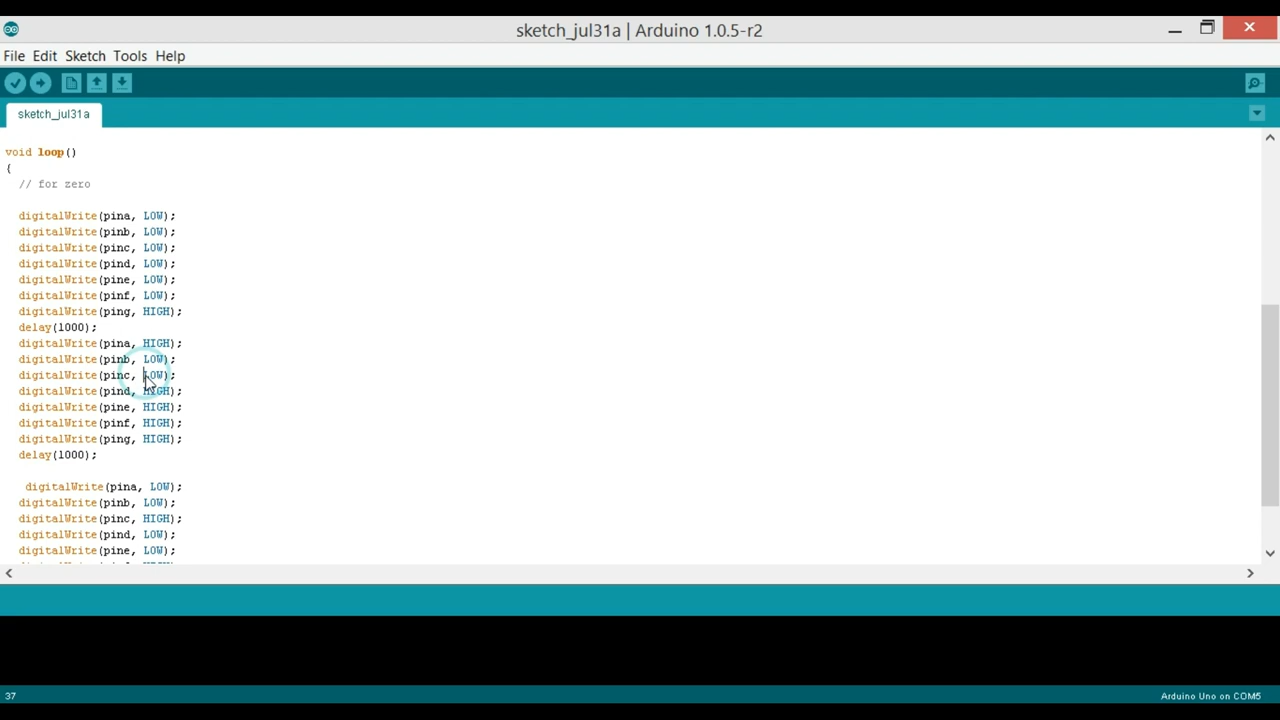 sketch_jul31a | Arduino 1.0.5-r2
File Edit Sketch Tools Help
sketch_jul31a
void loop()
{
// for zero
digitalWrite(pina, LOW);
digitalWrite(pinb, LOW);
digitalWrite(pinc, LOW);
digitalWrite(pind, LOW);
digitalWrite(pine, LOW);
digitalWrite(pinf, LOW);
digitalWrite(ping, HIGH);
delay(1000);
digitalWrite(pina, HIGH);
digitalWrite(pinb, LOW);
digitalWrite(pinc, LOW);
digitalWrite(pind, HIGH);
digitalWrite(pine, HIGH);
digitalWrite(pinf, HIGH);
digitalWrite(ping, HIGH);
delay(1000);
digitalWrite(pina, LOW);
digitalWrite(pinb, LOW);
digitalWrite(pinc, HIGH);
digitalWrite(pind, LOW);
digitalWrite(pine, LOW);
37
Arduino Uno on COM5